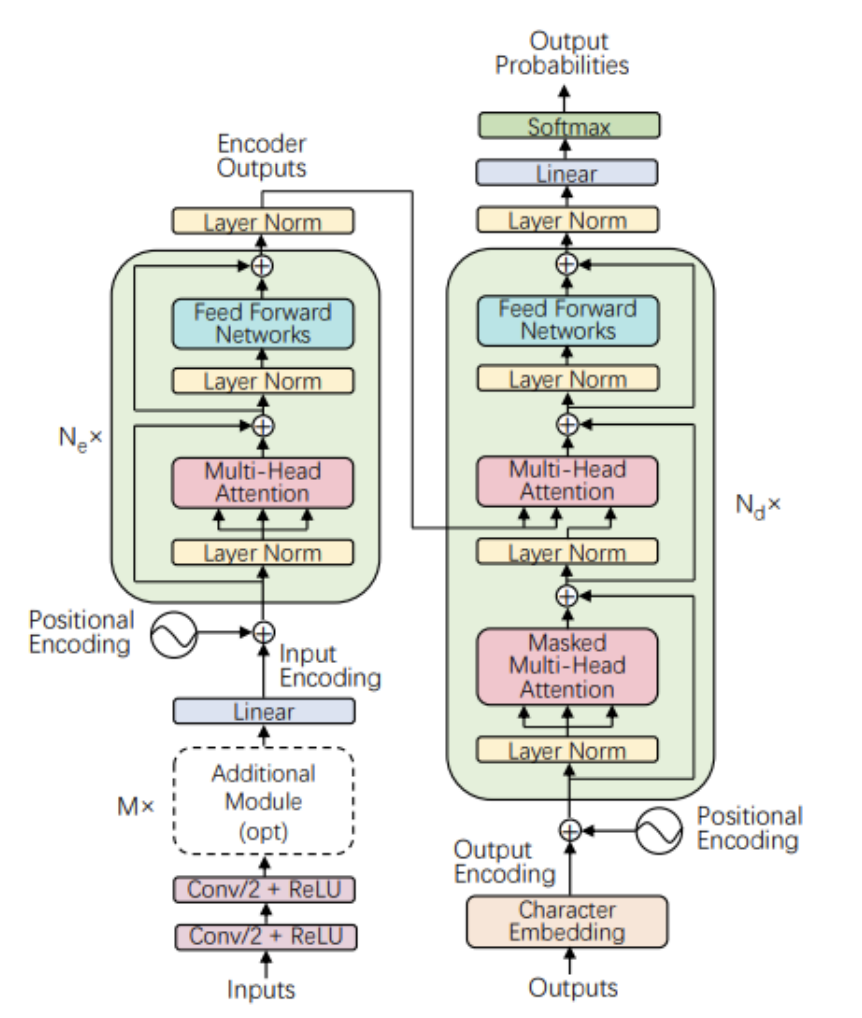 Output
Probabilities
Softmax
Linear
Layer Norm
Feed Forward
Networks
Layer Norm
Multi-Head
Attention
Layer Norm
Masked
Multi-Head
Attention
Layer Norm
N_d×
Positional
Encoding
Output
Encoding
Character
Embedding
Outputs
Encoder
Outputs
Layer Norm
Feed Forward
Networks
Layer Norm
Multi-Head
Attention
Layer Norm
N_e×
Positional
Encoding
Input
Encoding
Linear
Additional
Module
(opt)
M×
Conv/2 + ReLU
Conv/2 + ReLU
Inputs